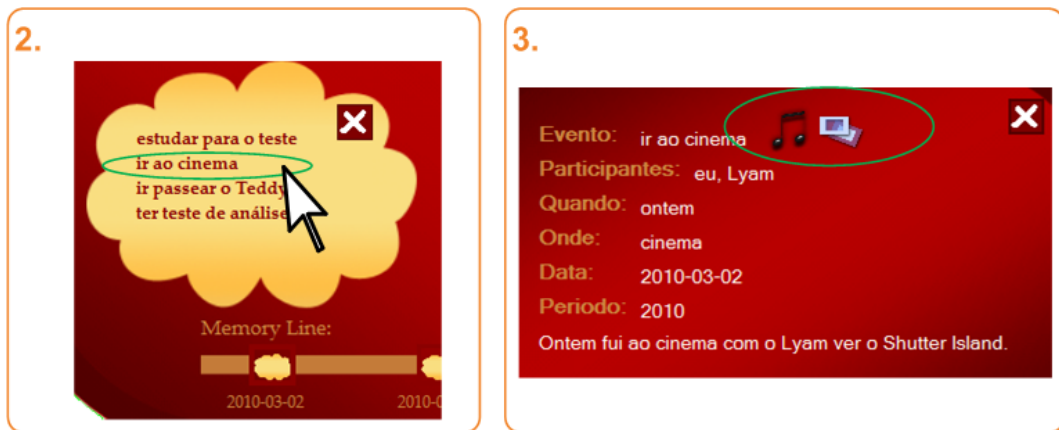 2.
estudar para o teste
ir ao cinema
ir passear o Teddy
ter teste de análise
Memory Line:
2010-03-02
2010-0
3.
Evento: ir ao cinema
Participantes: eu, Lyam
Quando: ontem
Onde: cinema
Data: 2010-03-02
Periodo: 2010
Ontem fui ao cinema com o Lyam ver o Shutter Island.